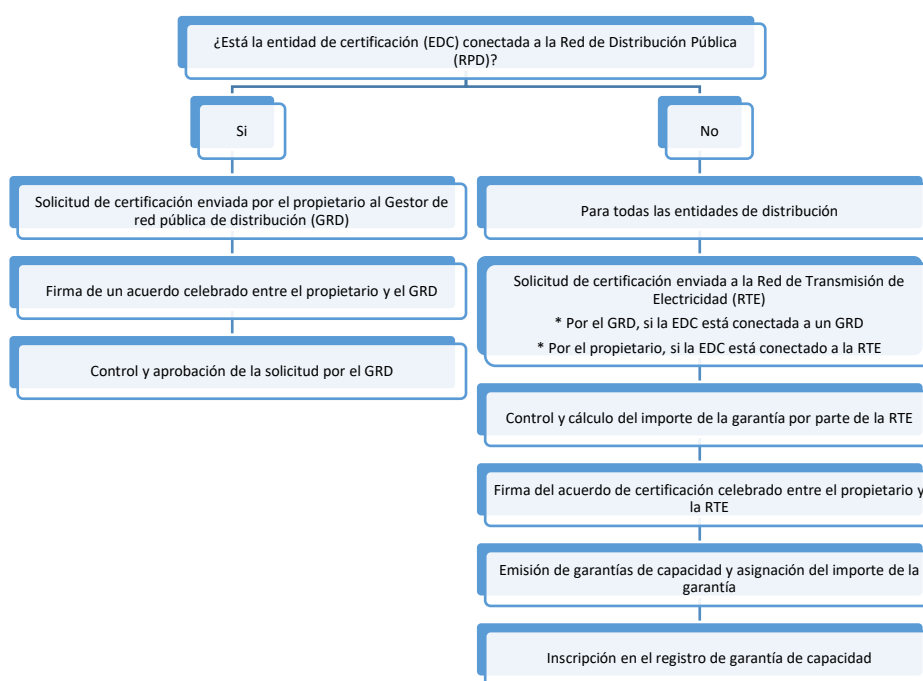 ¿Está la entidad de certificación (EDC) conectada a la Red de Distribución Pública
(RPD)?
Si
No
Solicitud de certificación enviada por el propietario al Gestor de
red pública de distribución (GRD)
Firma de un acuerdo celebrado entre el propietario y el GRD
Control y aprobación de la solicitud por el GRD
Para todas las entidades de distribución
Solicitud de certificación enviada a la Red de Transmisión de
Electricidad (RTE)
* Por el GRD, si la EDC está conectada a un GRD
* Por el propietario, si la EDC está conectado a la RTE
Control y cálculo del importe de la garantía por parte de la RTE
Firma del acuerdo de certificación celebrado entre el propietario y
la RTE
Emisión de garantías de capacidad y asignación del importe de la
garantía
Inscripción en el registro de garantía de capacidad